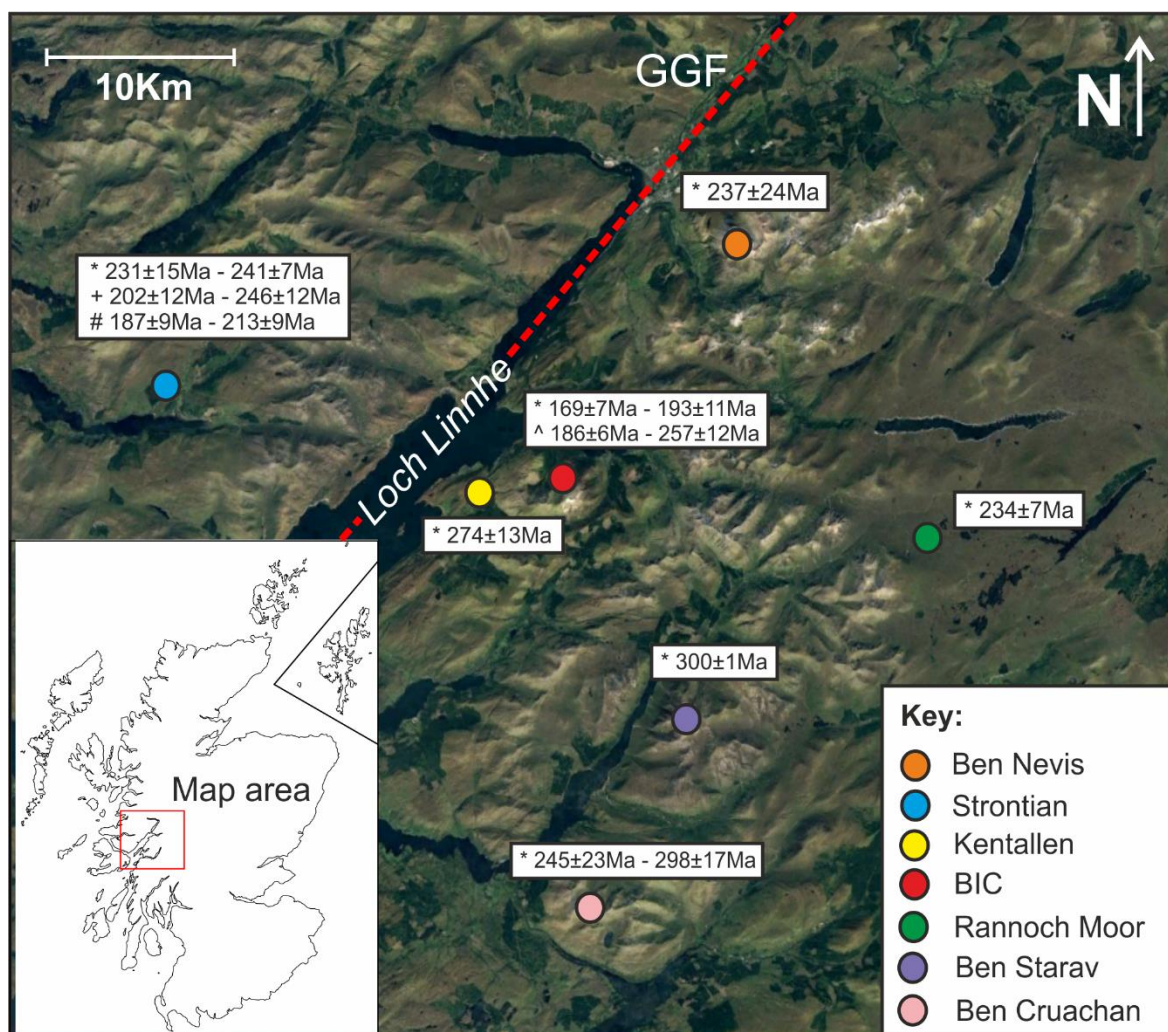 10Km
GGF
N
* 237±24Ma
* 231±15Ma - 241±7Ma
+ 202±12Ma - 246±12Ma
# 187±9Ma - 213±9Ma
Loch Linnhe
* 169±7Ma - 193±11Ma
^ 186±6Ma - 257±12Ma
* 274±13Ma
* 234±7Ma
* 300±1Ma
* 245±23Ma - 298±17Ma
Map area
Key:
Ben Nevis
Strontian
Kentallen
BIC
Rannoch Moor
Ben Starav
Ben Cruachan